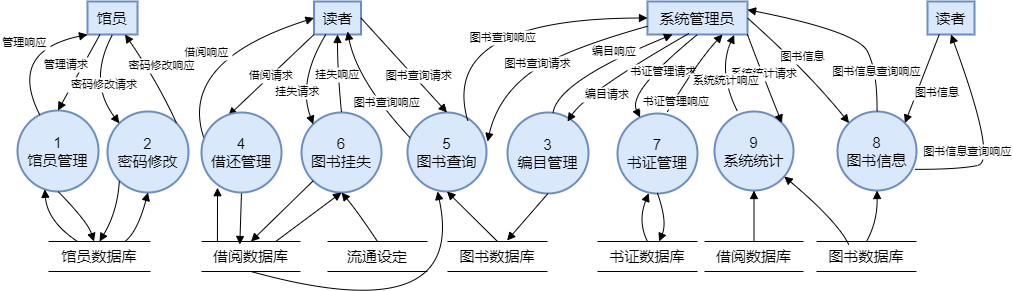 馆员
读者
系统管理员
读者
管理响应
管理请求
密码修改响应
密码修改请求
借阅响应
借阅请求
挂失响应
挂失请求
图书查询请求
图书查询响应
图书查询响应
图书查询请求
编目响应
编目请求
书证管理请求
书证管理响应
系统统计请求
系统统计响应
图书信息
图书信息查询响应
图书信息
图书信息查询响应
1
馆员管理
2
密码修改
4
借还管理
6
图书挂失
5
图书查询
3
编目管理
7
书证管理
9
系统统计
8
图书信息
馆员数据库
借阅数据库
流通设定
图书数据库
书证数据库
借阅数据库
图书数据库